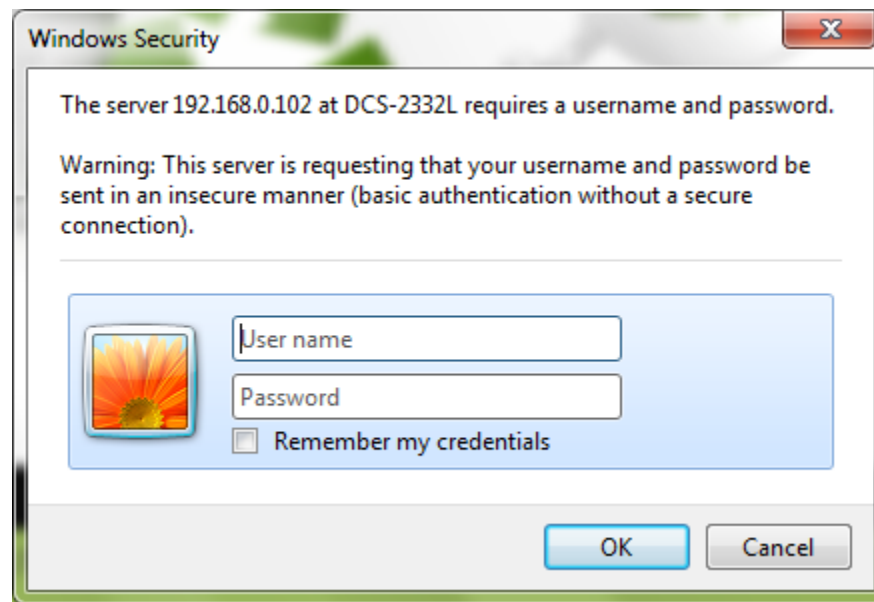 Windows Security
The server 192.168.0.102 at DCS-2332L requires a username and password.
Warning: This server is requesting that your username and password be
sent in an insecure manner (basic authentication without a secure
connection).
User name
Password
Remember my credentials
OK
Cancel